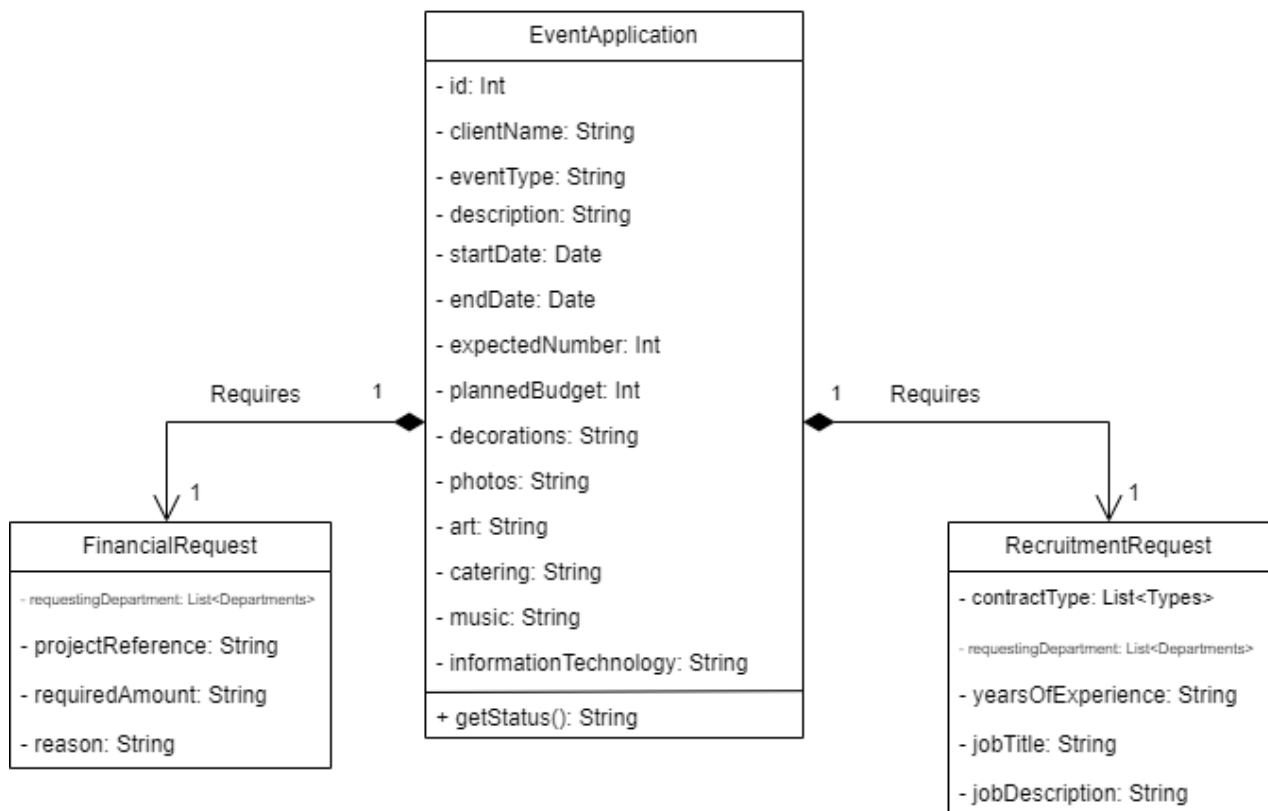 EventApplication
- id: Int
- clientName: String
- eventType: String
- description: String
- startDate: Date
- endDate: Date
- expectedNumber: Int
- plannedBudget: Int
- decorations: String
- photos: String
- art: String
- catering: String
- music: String
- informationTechnology: String
+ getStatus(): String
Requires
1
1
FinancialRequest
- requestingDepartment: List<Departments>
- projectReference: String
- requiredAmount: String
- reason: String
1
Requires
1
RecruitmentRequest
- contractType: List<Types>
- requestingDepartment: List<Departments>
- yearsOfExperience: String
- jobTitle: String
- jobDescription: String